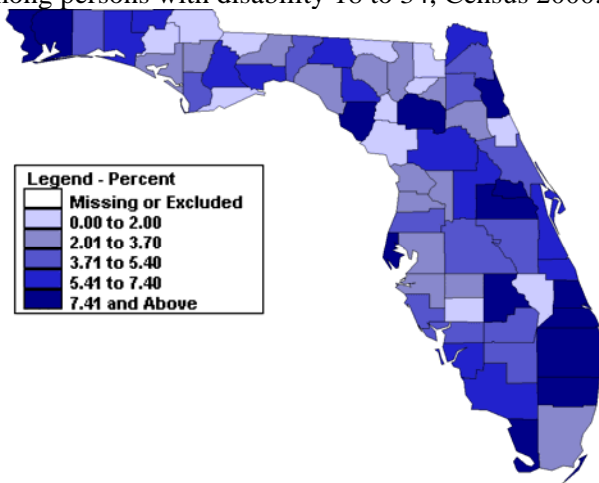 mong persons with disability 18 to 34, Census 2000.
Legend - Percent
Missing or Excluded
0.00 to 2.00
2.01 to 3.70
3.71 to 5.40
5.41 to 7.40
7.41 and Above